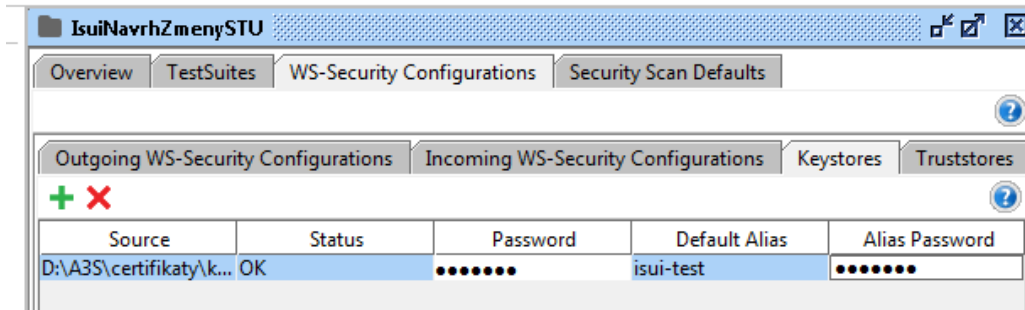 IsuiNavrhZmenySTU
Overview TestSuites WS-Security Configurations Security Scan Defaults
Outgoing WS-Security Configurations Incoming WS-Security Configurations Keystores Truststores
Source Status Password Default Alias Alias Password
D:\A3S\certifikaty\k... OK ●●●●●●● isui-test ●●●●●●●